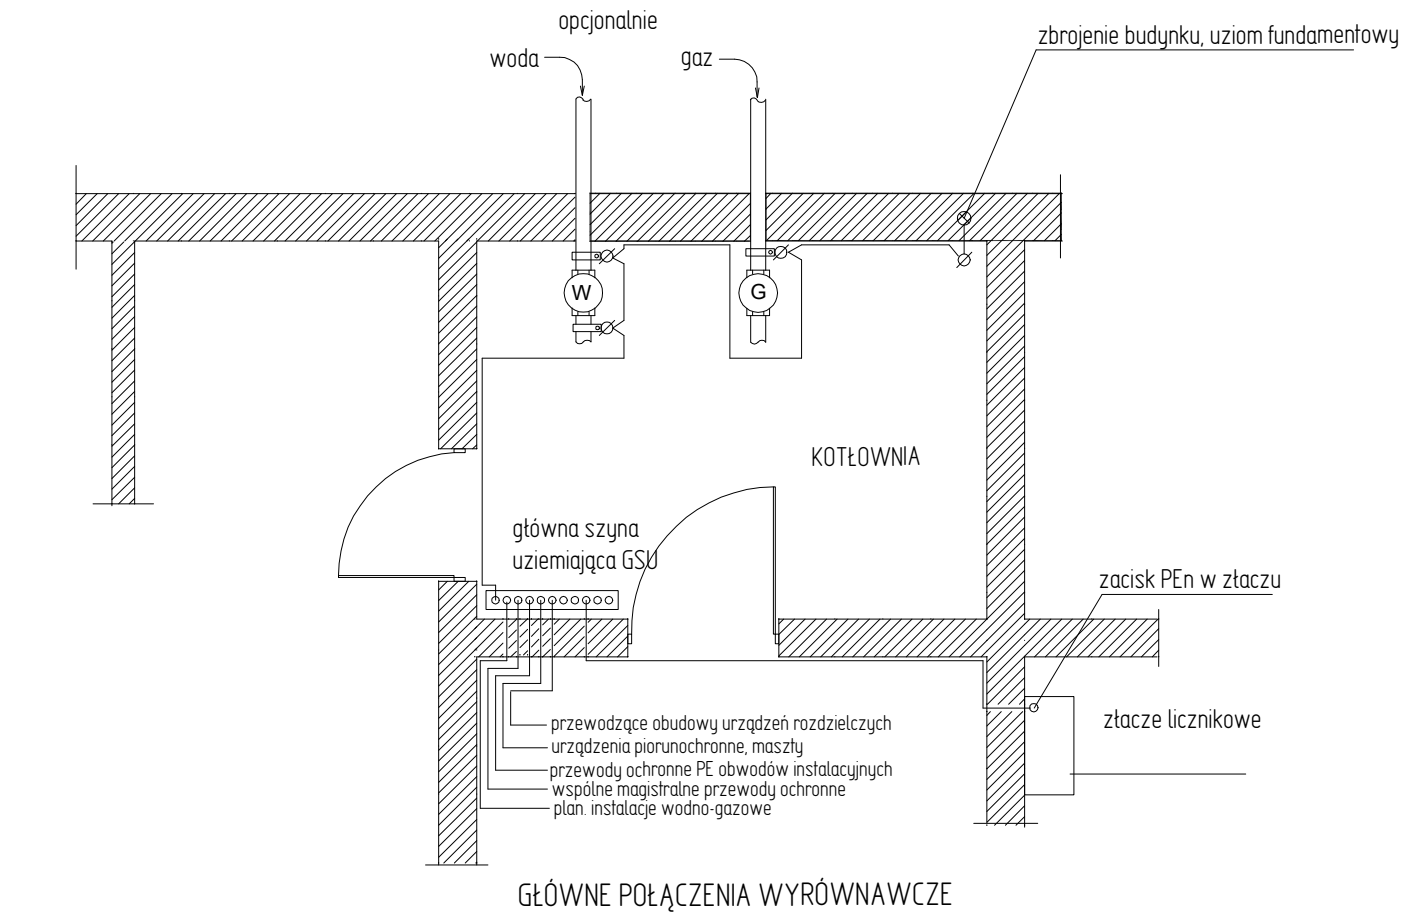 opcjonalnie
woda
gaz
zbrojenie budynku, uziom fundamentowy
W
G
KOTŁOWNIA
główna szyna
uziemiająca GSU
zacisk PEn w złaczu
złacze licznikowe
przewodzące obudowy urządzeń rozdzielczych
urządzenia piorunochronne, maszty
przewody ochronne PE obwodów instalacyjnych
wspólne magistralne przewody ochronne
plan. instalacje wodno-gazowe
GŁÓWNE POŁĄCZENIA WYRÓWNAWCZE